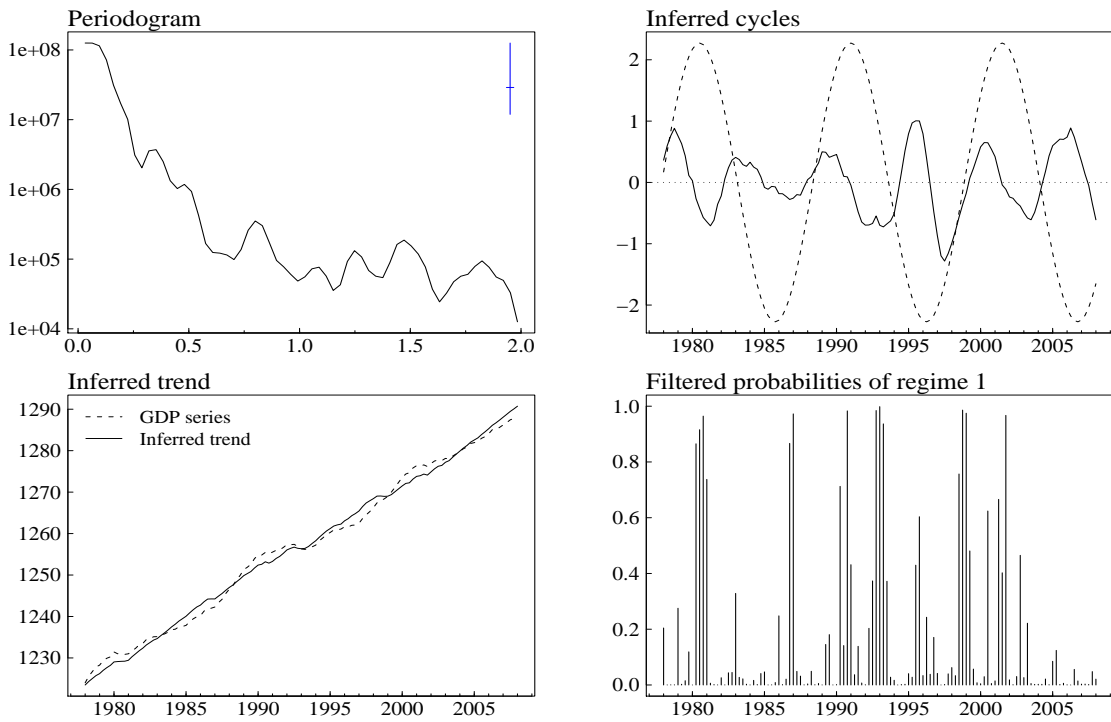 Periodogram
1e+08
1e+07
1e+06
1e+05
1e+04
0.0 0.5 1.0 1.5 2.0
Inferred cycles
2
1
0
−1
−2
1980 1985 1990 1995 2000 2005
Inferred trend
1290
1280
1270
1260
1250
1240
1230
GDP series
Inferred trend
1980 1985 1990 1995 2000 2005
Filtered probabilities of regime 1
1.0
0.8
0.6
0.4
0.2
0.0
1980 1985 1990 1995 2000 2005